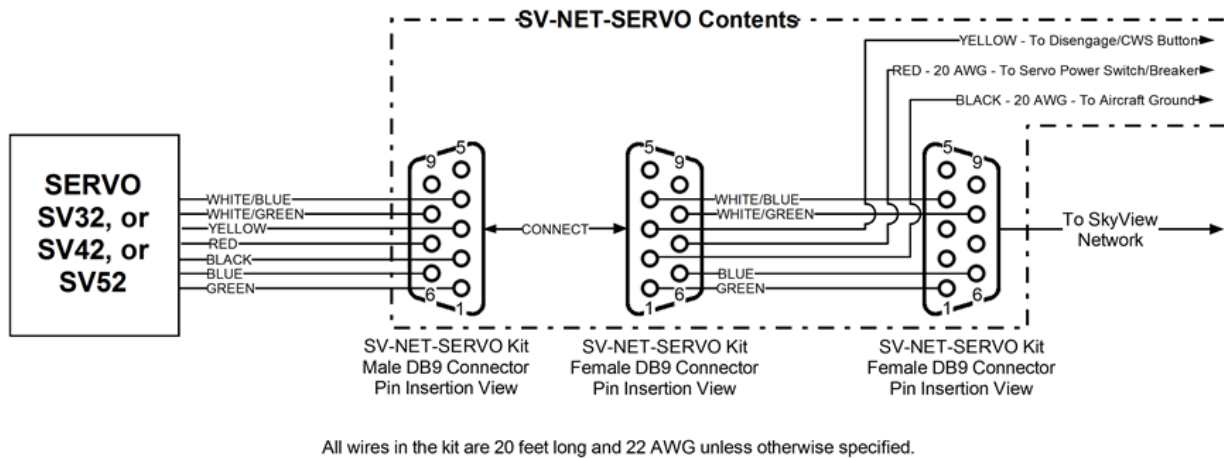 SV-NET-SERVO Contents
YELLOW - To Disengage/CWS Button
RED - 20 AWG - To Servo Power Switch/Breaker
BLACK - 20 AWG - To Aircraft Ground
SERVO
SV32, or
SV42, or
SV52
WHITE/BLUE
WHITE/GREEN
YELLOW
RED
BLACK
BLUE
GREEN
9
5
6
1
CONNECT
5
9
1
6
WHITE/BLUE
WHITE/GREEN
BLUE
GREEN
5
9
1
6
To SkyView
Network
SV-NET-SERVO Kit
Male DB9 Connector
Pin Insertion View
SV-NET-SERVO Kit
Female DB9 Connector
Pin Insertion View
SV-NET-SERVO Kit
Female DB9 Connector
Pin Insertion View
All wires in the kit are 20 feet long and 22 AWG unless otherwise specified.